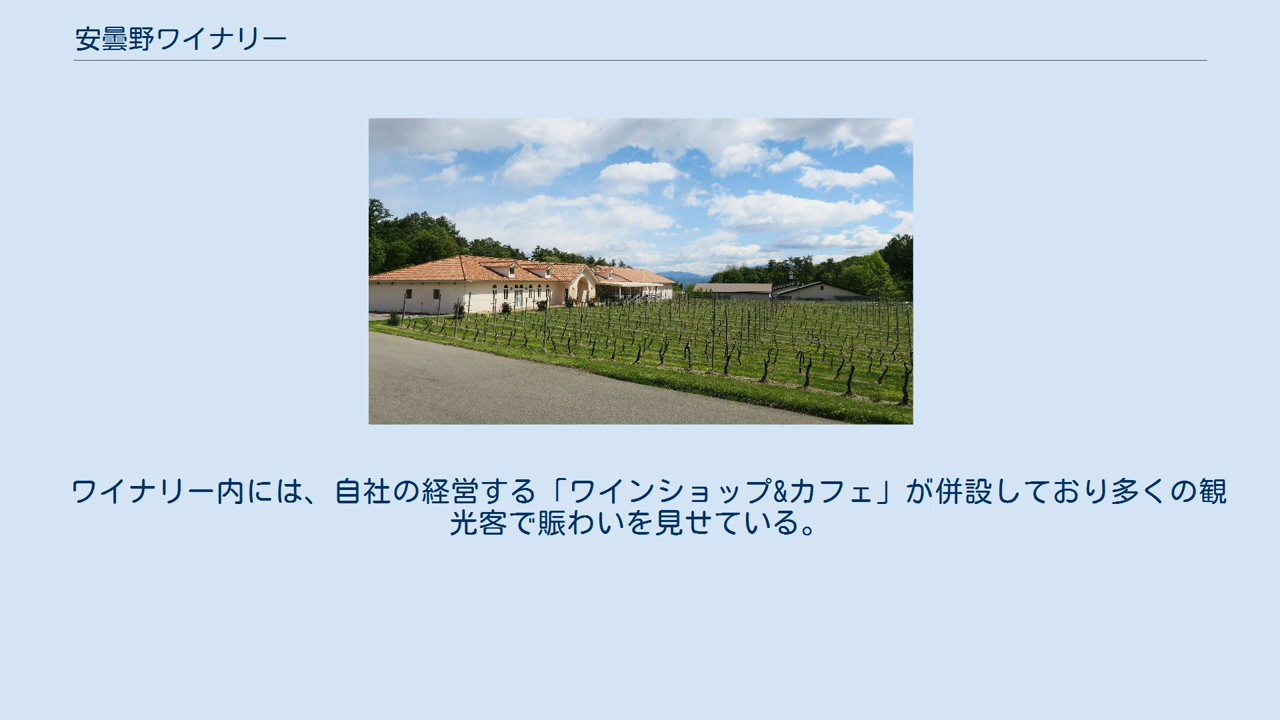 安曇野ワイナリー
ワイナリー内には、自社の経営する「ワインショップ&カフェ」が併設しており多くの観
光客で賑わいを見せている。